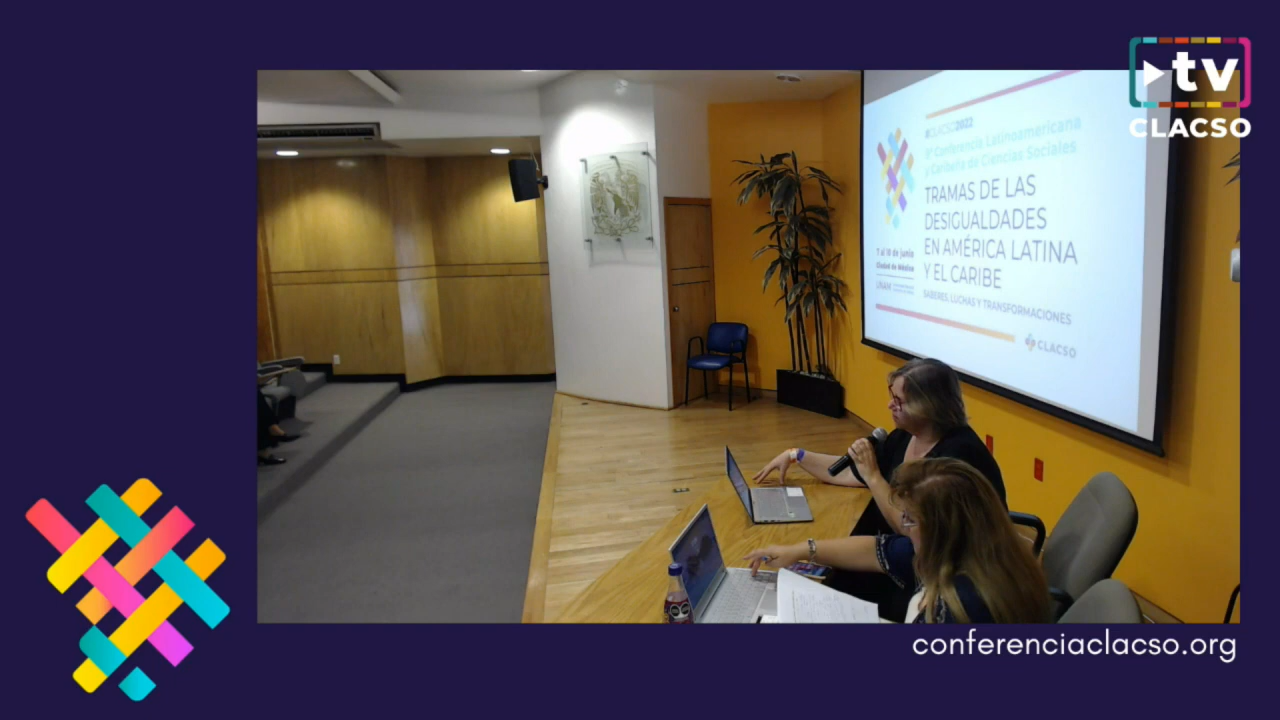 tv
CLACSO
#CLACSO2022
9ª Conferencia Latinoamericana
y Caribeña de Ciencias Sociales
TRAMAS DE LAS
DESIGUALDADES
EN AMÉRICA LATINA
Y EL CARIBE
SABERES, LUCHAS Y TRANSFORMACIONES
7 al 10 de junio
Ciudad de México
UNAM
CLACSO
conferenciaclacso.org